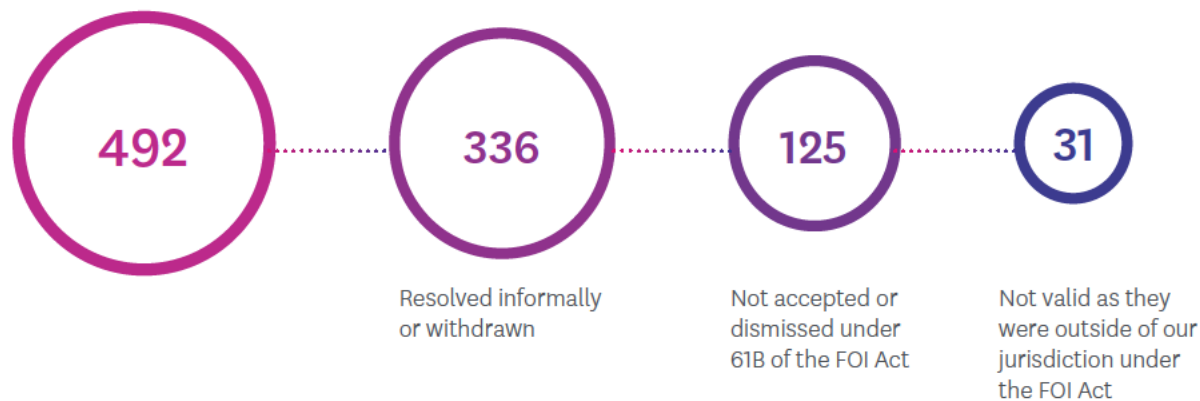 492
336
125
31
Resolved informally
or withdrawn
Not accepted or
dismissed under
61B of the FOI Act
Not valid as they
were outside of our
jurisdiction under
the FOI Act